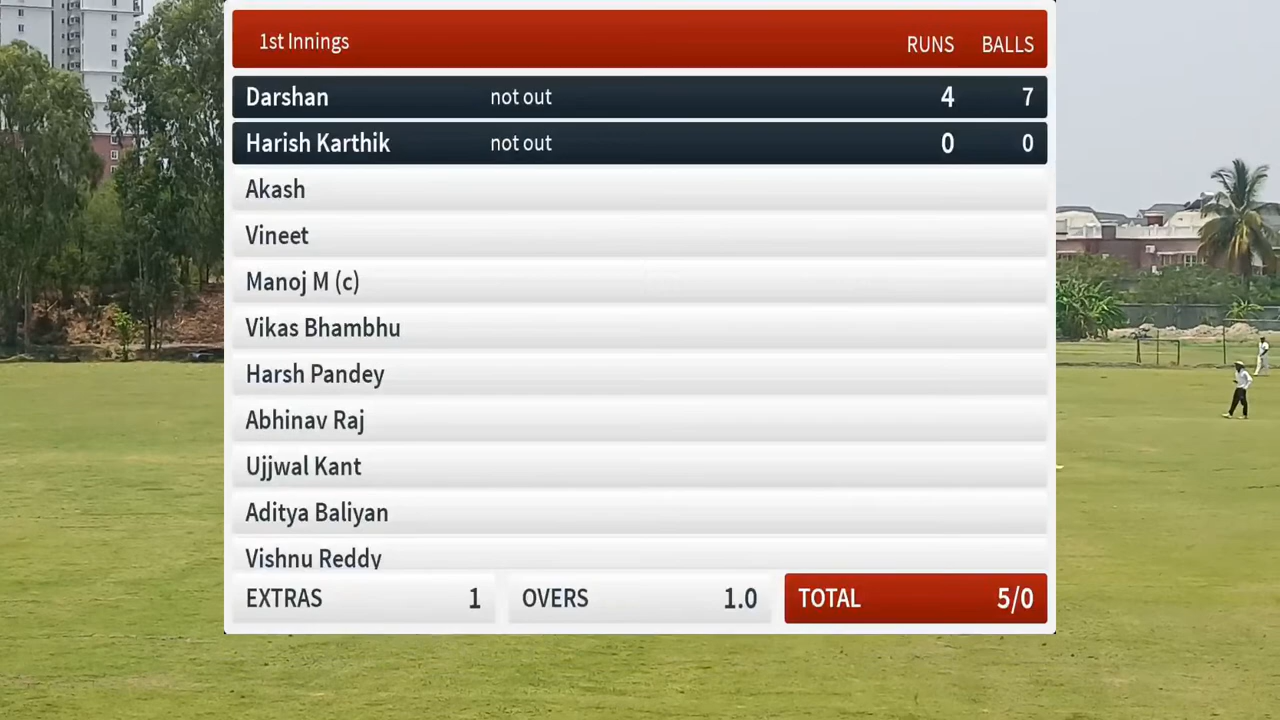 1st Innings RUNS BALLS
Darshan not out 4 7
Harish Karthik not out 0 0
Akash
Vineet
Manoj M (c)
Vikas Bhambhu
Harsh Pandey
Abhinav Raj
Ujjwal Kant
Aditya Baliyan
Vishnu Reddy
EXTRAS 1 OVERS 1.0 TOTAL 5/0